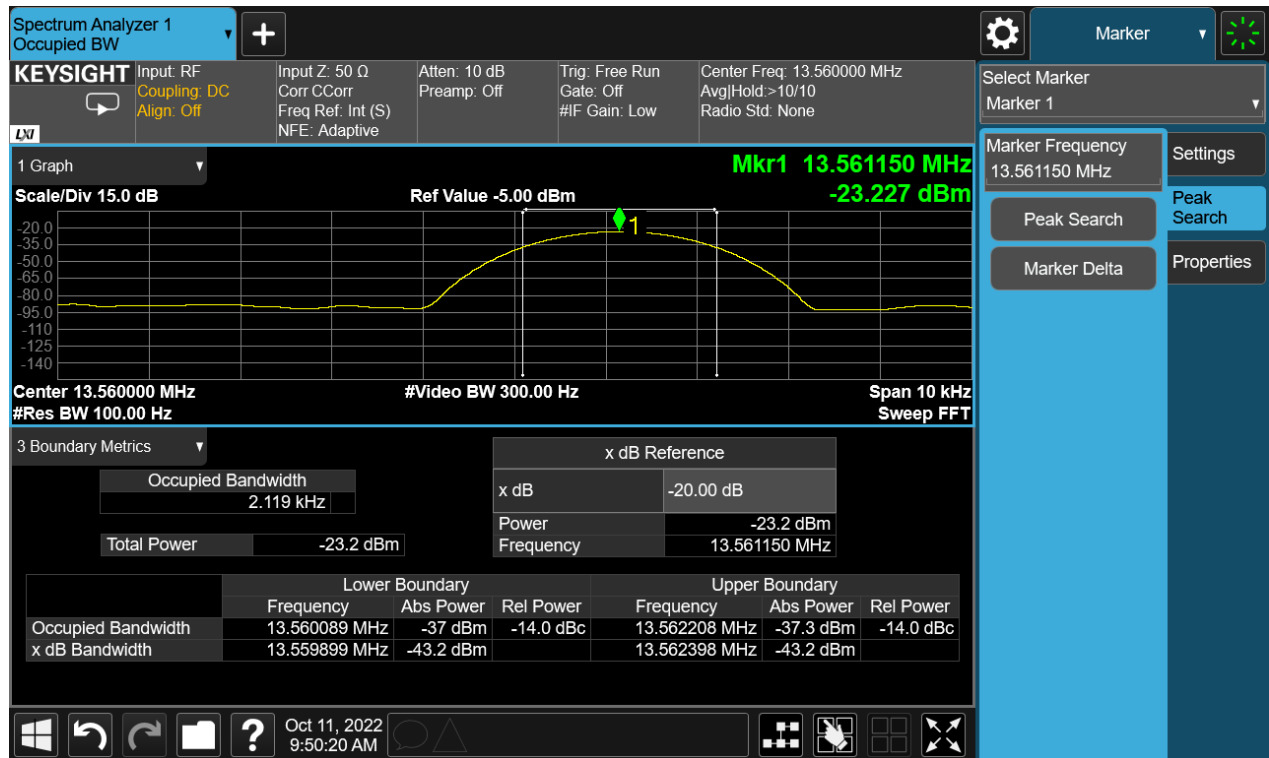 Spectrum Analyzer 1
Occupied BW
+
Marker
KEYSIGHT
LXI
Input: RF
Coupling: DC
Align: Off
Input Z: 50 Ω
Corr CCorr
Freq Ref: Int (S)
NFE: Adaptive
Atten: 10 dB
Preamp: Off
Trig: Free Run
Gate: Off
#IF Gain: Low
Center Freq: 13.560000 MHz
Avg|Hold:>10/10
Radio Std: None
Select Marker
Marker 1
Marker Frequency
13.561150 MHz
Peak Search
Marker Delta
Settings
Peak
Search
Properties
1 Graph
Mkr1 13.561150 MHz
Scale/Div 15.0 dB
Ref Value -5.00 dBm
-23.227 dBm
1
-20.0
-35.0
-50.0
-65.0
-80.0
-95.0
-110
-125
-140
Center 13.560000 MHz
#Video BW 300.00 Hz
Span 10 kHz
#Res BW 100.00 Hz
Sweep FFT
3 Boundary Metrics
Occupied Bandwidth
2.119 kHz
Total Power -23.2 dBm
x dB Reference
x dB -20.00 dB
Power -23.2 dBm
Frequency 13.561150 MHz
Lower Boundary Upper Boundary
Frequency Abs Power Rel Power Frequency Abs Power Rel Power
Occupied Bandwidth 13.560089 MHz -37 dBm -14.0 dBc 13.562208 MHz -37.3 dBm -14.0 dBc
x dB Bandwidth 13.559899 MHz -43.2 dBm 13.562398 MHz -43.2 dBm
?
Oct 11, 2022
9:50:20 AM